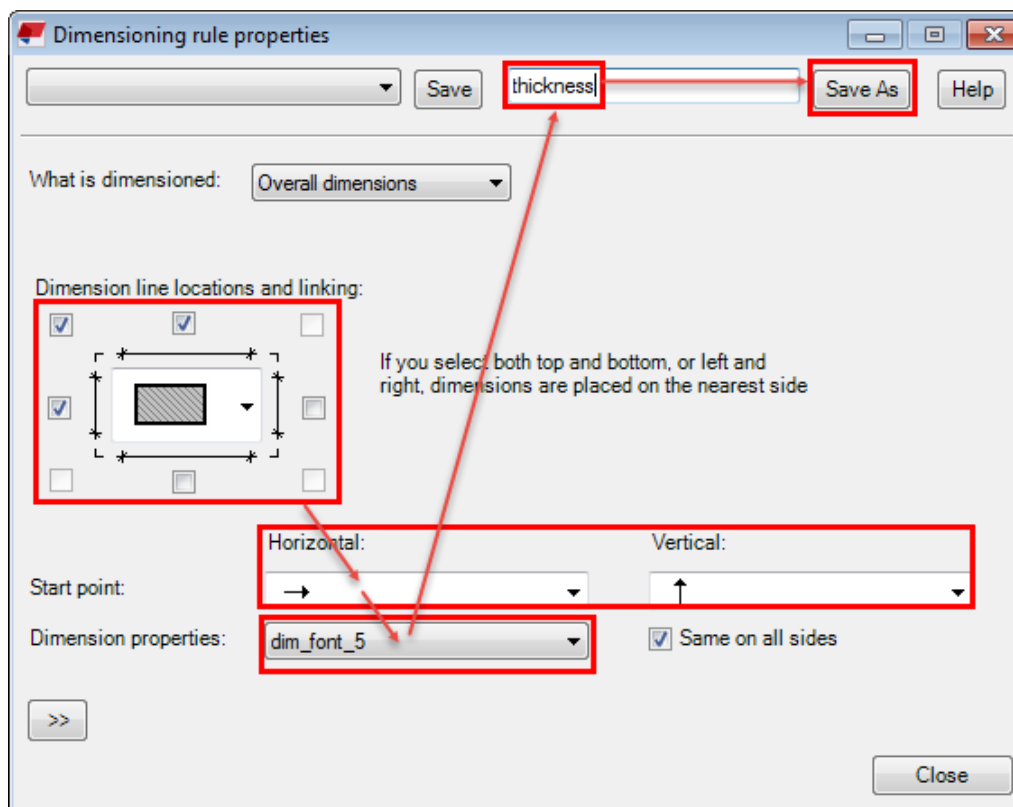 Dimensioning rule properties
Save
thickness
Save As
Help
What is dimensioned:
Overall dimensions
Dimension line locations and linking:
If you select both top and bottom, or left and
right, dimensions are placed on the nearest side
Horizontal:
Vertical:
Start point:
Dimension properties:
dim_font_5
Same on all sides
>>
Close